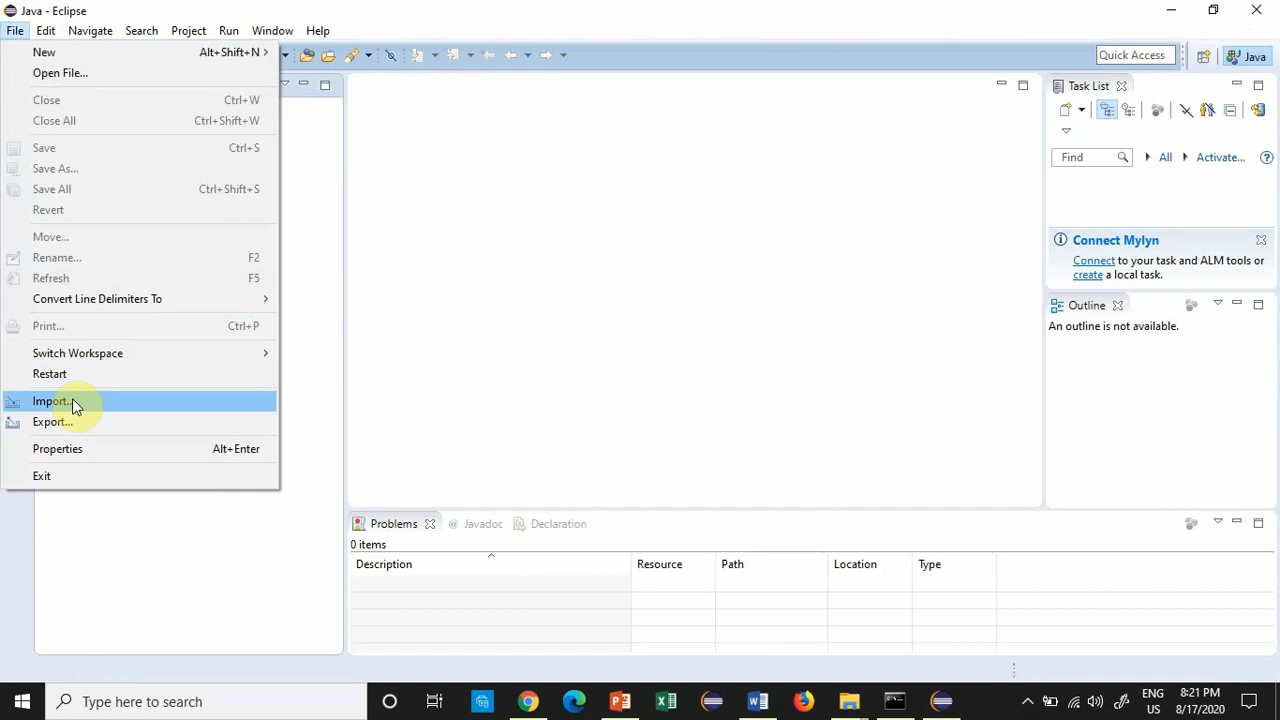 Java - Eclipse
File Edit Navigate Search Project Run Window Help
New Alt+Shift+N
Open File...
Close Ctrl+W
Close All Ctrl+Shift+W
Save Ctrl+S
Save As...
Save All Ctrl+Shift+S
Revert
Move...
Rename... F2
Refresh F5
Convert Line Delimiters To
Print... Ctrl+P
Switch Workspace
Restart
Import...
Export...
Properties Alt+Enter
Exit
Quick Access
Java
Task List
Find All Activate...
Connect Mylyn
Connect to your task and ALM tools or
create a local task.
Outline
An outline is not available.
Problems @ Javadoc Declaration
0 items
Description Resource Path Location Type
Type here to search
ENG
US
8:21 PM
8/17/2020